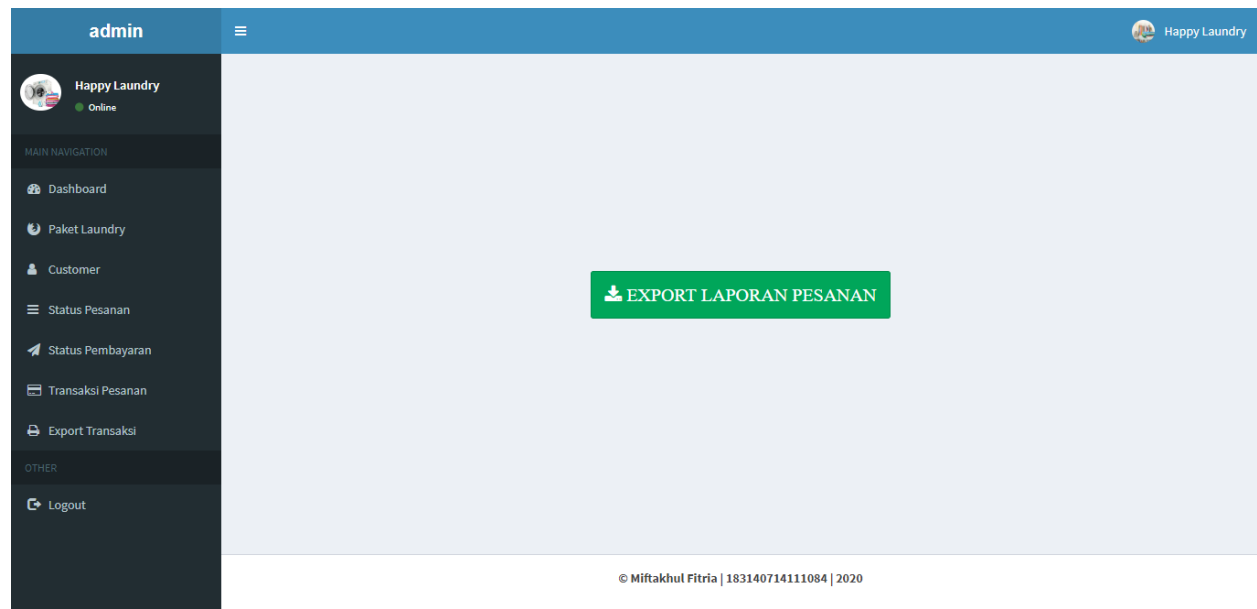 admin
Happy Laundry
Happy Laundry
Online
MAIN NAVIGATION
Dashboard
Paket Laundry
Customer
Status Pesanan
Status Pembayaran
Transaksi Pesanan
Export Transaksi
OTHER
Logout
EXPORT LAPORAN PESANAN
© Miftakhul Fitria | 183140714111084 | 2020